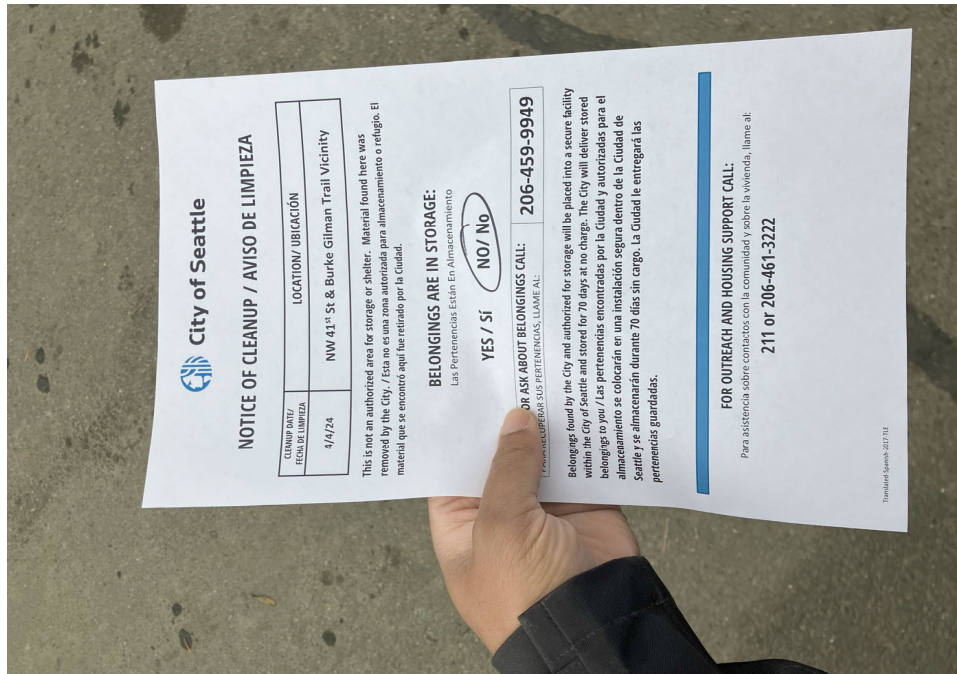 City of Seattle
NOTICE OF CLEANUP / AVISO DE LIMPIEZA
CLEANUP DATE/
FECHA DE LIMPIEZA
LOCATION/ UBICACIÓN
4/4/24
NW 41st St & Burke Gilman Trail Vicinity
This is not an authorized area for storage or shelter. Material found here was
removed by the City. / Esta no es una zona autorizada para almacenamiento o refugio. El
material que se encontró aquí fue retirado por la Ciudad.
BELONGINGS ARE IN STORAGE:
Las Pertenencias Están En Almacenamiento
YES / SÍ NO/ No
OR ASK ABOUT BELONGINGS CALL:
RECUPERAR SUS PERTENENCIAS, LLAME AL:
206-459-9949
Belongings found by the City and authorized for storage will be placed into a secure facility
within the City of Seattle and stored for 70 days at no charge. The City will deliver stored
belongings to you / Las pertenencias encontradas por la Ciudad y autorizadas para el
almacenamiento se colocarán en una instalación segura dentro de la Ciudad de
Seattle y se almacenarán durante 70 días sin cargo. La Ciudad le entregará las
pertenencias guardadas.
FOR OUTREACH AND HOUSING SUPPORT CALL:
Para asistencia sobre contactos con la comunidad y sobre la vivienda, llame al:
211 or 206-461-3222
Translated-Spanish-2017-TLE